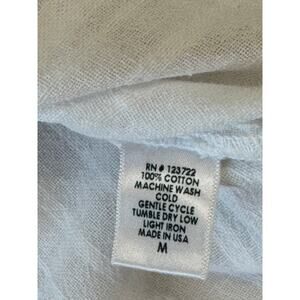 RN # 123722
100% COTTON
MACHINE WASH
COLD
GENTLE CYCLE
TUMBLE DRY LOW
LIGHT IRON
MADE IN USA
M